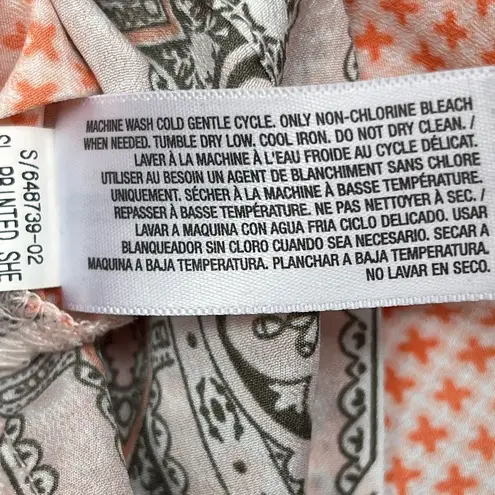 MACHINE WASH COLD GENTLE CYCLE. ONLY NON-CHLORINE BLEACH
WHEN NEEDED. TUMBLE DRY LOW. COOL IRON. DO NOT DRY CLEAN. /
LAVER À LA MACHINE À L'EAU FROIDE AU CYCLE DÉLICAT.
UTILISER AU BESOIN UN AGENT DE BLANCHIMENT SANS CHLORE
UNIQUEMENT. SÉCHER À LA MACHINE À BASSE TEMPÉRATURE.
REPASSER À BASSE TEMPÉRATURE. NE PAS NETTOYER À SEC. /
LAVAR A MAQUINA CON AGUA FRIA CICLO DELICADO. USAR
BLANQUEADOR SIN CLORO CUANDO SEA NECESARIO. SECAR A
MAQUINA A BAJA TEMPERATURA. PLANCHAR A BAJA TEMPERATURA.
NO LAVAR EN SECO.
S / 648739-02
SL PRINTED SHE